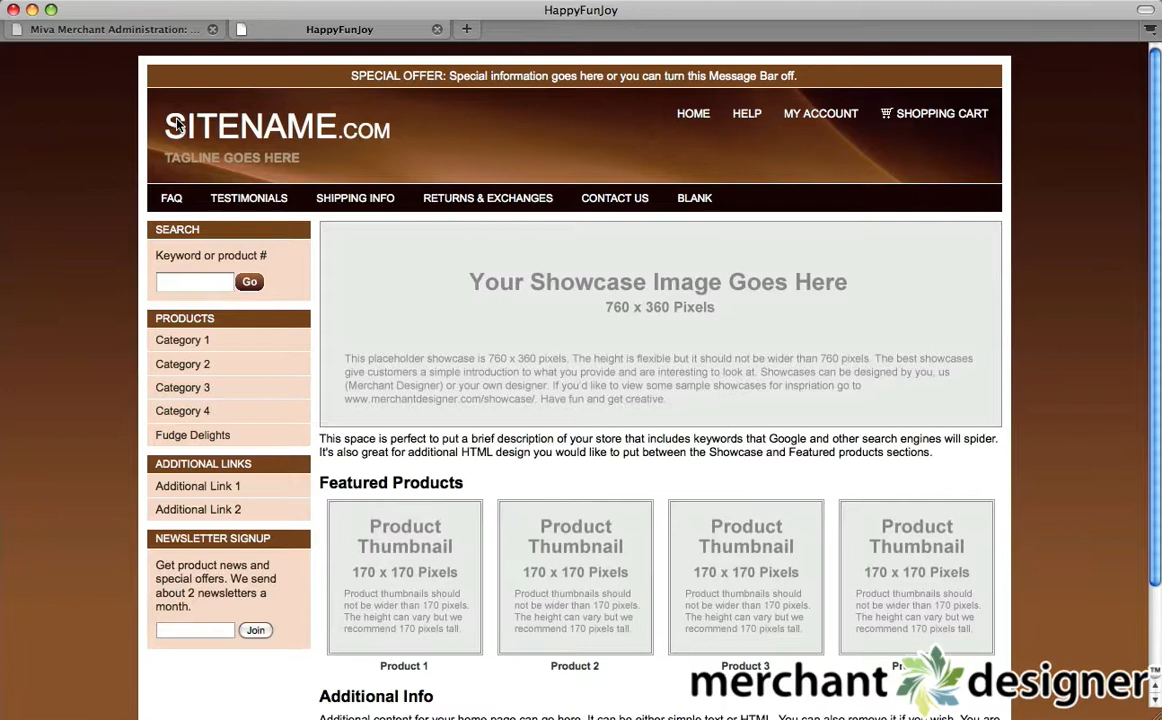 HappyFunJoy
Miva Merchant Administration: ...
HappyFunJoy
SPECIAL OFFER: Special information goes here or you can turn this Message Bar off.
SITENAME.COM
TAGLINE GOES HERE
HOME HELP MY ACCOUNT SHOPPING CART
FAQ TESTIMONIALS SHIPPING INFO RETURNS & EXCHANGES CONTACT US BLANK
SEARCH
Keyword or product #
Go
PRODUCTS
Category 1
Category 2
Category 3
Category 4
Fudge Delights
ADDITIONAL LINKS
Additional Link 1
Additional Link 2
NEWSLETTER SIGNUP
Get product news and
special offers. We send
about 2 newsletters a
month.
Join
Your Showcase Image Goes Here
760 x 360 Pixels
This placeholder showcase is 760 x 360 pixels. The height is flexible but it should not be wider than 760 pixels. The best showcases
give customers a simple introduction to what you provide and are interesting to look at. Showcases can be designed by you, us
(Merchant Designer) or your own designer. If you'd like to view some sample showcases for inspriation go to
www.merchantdesigner.com/showcase/. Have fun and get creative.
This space is perfect to put a brief description of your store that includes keywords that Google and other search engines will spider.
It's also great for additional HTML design you would like to put between the Showcase and Featured products sections.
Featured Products
Product
Thumbnail
170 x 170 Pixels
Product thumbnails should
not be wider than 170 pixels.
The height can vary but we
recommend 170 pixels tall.
Product 1
Product
Thumbnail
170 x 170 Pixels
Product thumbnails should
not be wider than 170 pixels.
The height can vary but we
recommend 170 pixels tall.
Product 2
Product
Thumbnail
170 x 170 Pixels
Product thumbnails should
not be wider than 170 pixels.
The height can vary but we
recommend 170 pixels tall.
Product 3
Product
Thumbnail
170 x 170 Pixels
Product thumbnails should
not be wider than 170 pixels.
The height can vary but we
recommend 170 pixels tall.
merchant designer™
Additional Info
Additional content for your home page can go here. It can be either simple text or HTML. You can also remove it if you wish. You are